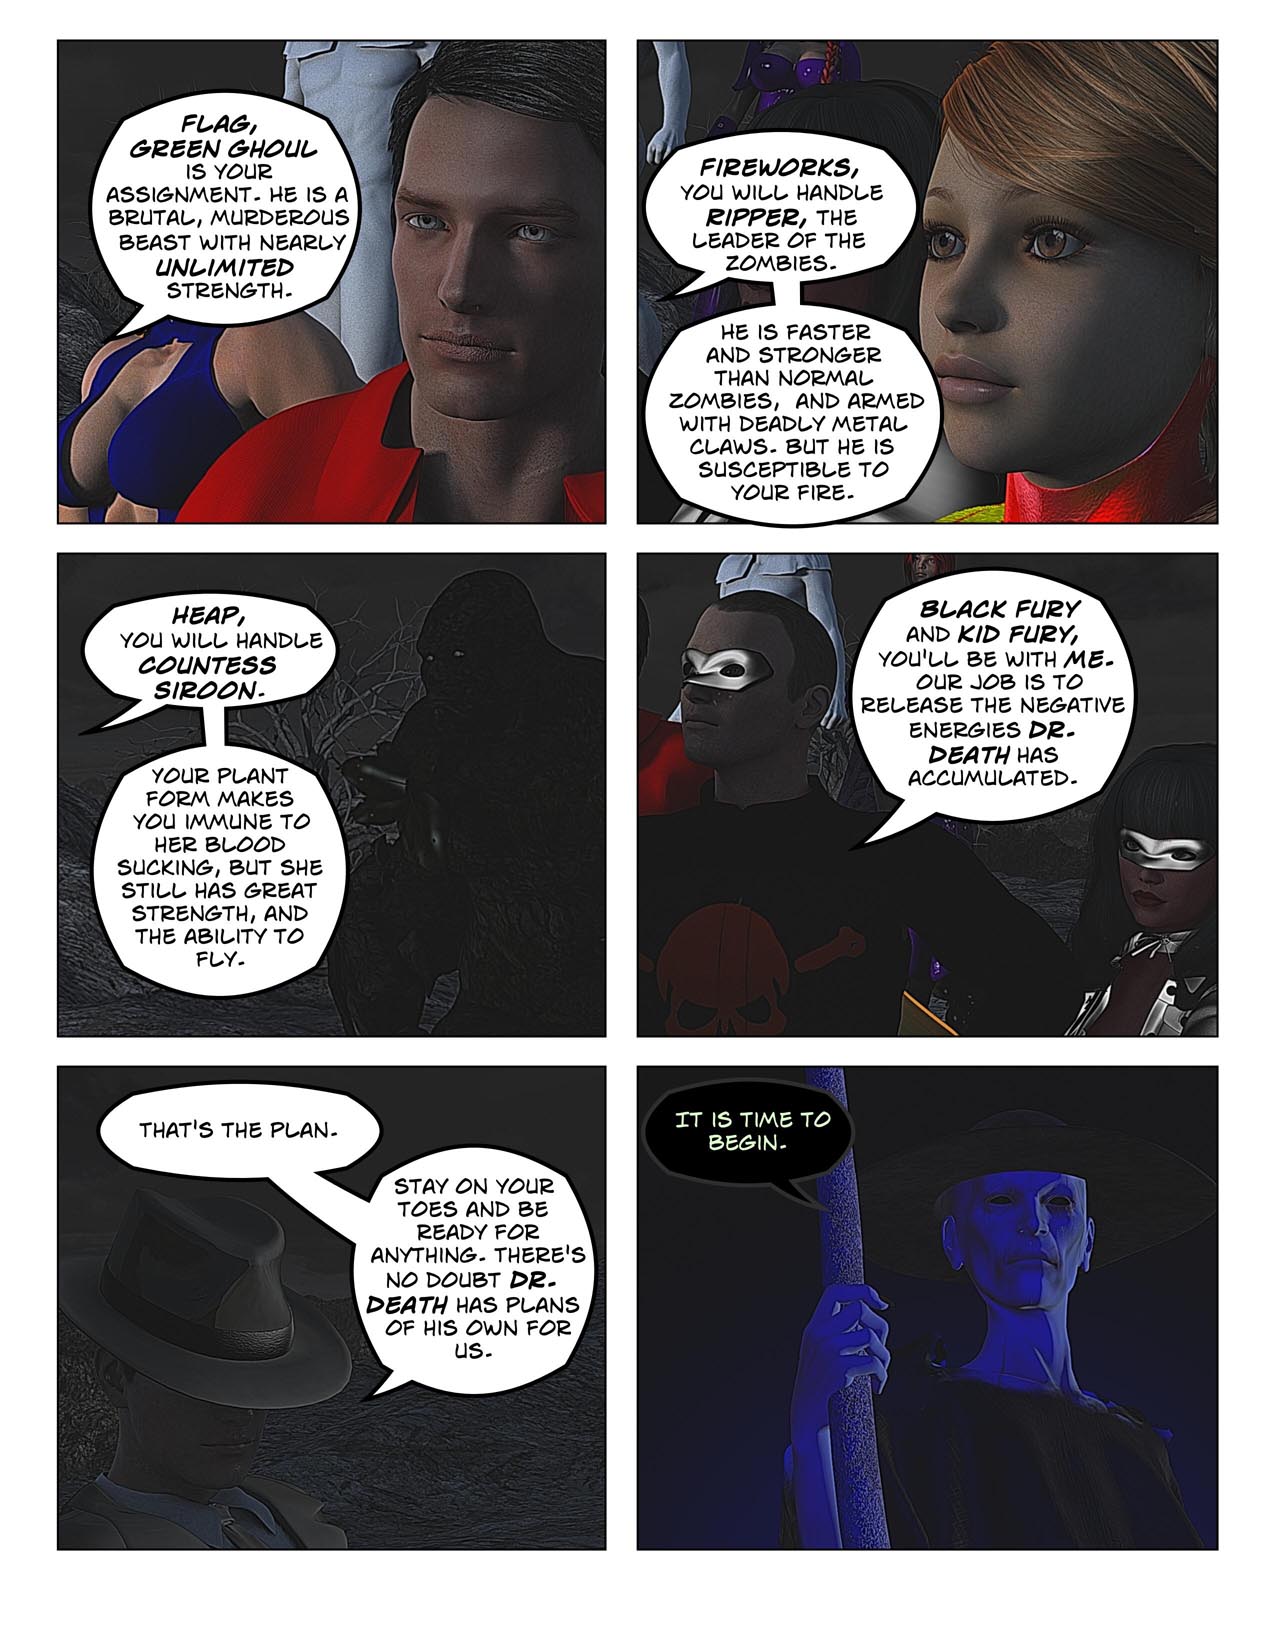 FLAG,
GREEN GHOUL
IS YOUR
ASSIGNMENT. HE IS A
BRUTAL, MURDEROUS
BEAST WITH NEARLY
UNLIMITED
STRENGTH.
FIREWORKS,
YOU WILL HANDLE
RIPPER, THE
LEADER OF THE
ZOMBIES.
HE IS FASTER
AND STRONGER
THAN NORMAL
ZOMBIES, AND ARMED
WITH DEADLY METAL
CLAWS. BUT HE IS
SUSCEPTIBLE TO
YOUR FIRE.
HEAP,
YOU WILL HANDLE
COUNTESS
SIROON.
YOUR PLANT
FORM MAKES
YOU IMMUNE TO
HER BLOOD
SUCKING, BUT SHE
STILL HAS GREAT
STRENGTH, AND
THE ABILITY TO
FLY.
BLACK FURY
AND KID FURY,
YOU'LL BE WITH ME.
OUR JOB IS TO
RELEASE THE NEGATIVE
ENERGIES DR.
DEATH HAS
ACCUMULATED.
THAT'S THE PLAN.
STAY ON YOUR
TOES AND BE
READY FOR
ANYTHING. THERE'S
NO DOUBT DR.
DEATH HAS PLANS
OF HIS OWN FOR
US.
IT IS TIME TO
BEGIN.